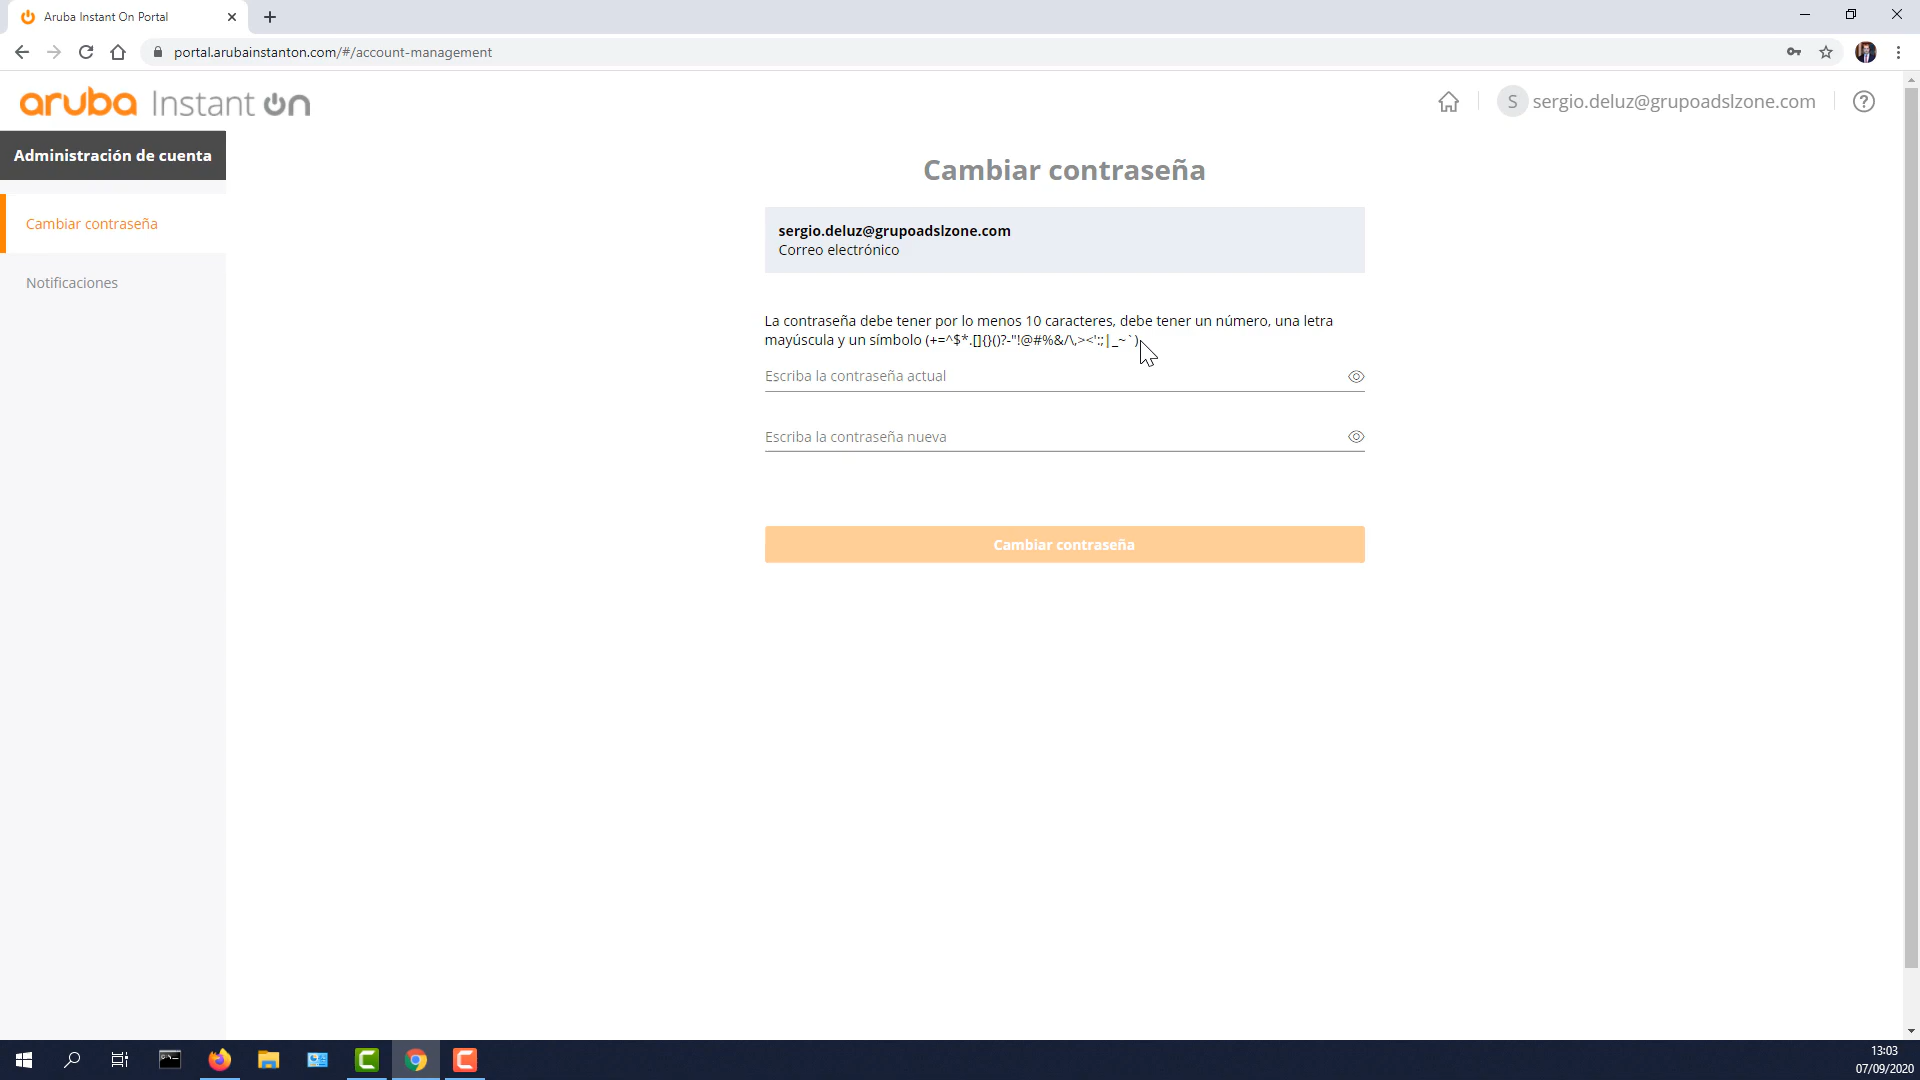 Aruba Instant On Portal
portal.arubainstanton.com/#/account-management
aruba Instant On
S sergio.deluz@grupoadslzone.com
Administración de cuenta
Cambiar contraseña
Notificaciones
Cambiar contraseña
sergio.deluz@grupoadslzone.com
Correo electrónico
La contraseña debe tener por lo menos 10 caracteres, debe tener un número, una letra
mayúscula y un símbolo (+=^$*.[]{}()?-"!@#%&/\,><':;|_~`)
Escriba la contraseña actual
Escriba la contraseña nueva
Cambiar contraseña
13:03
07/09/2020